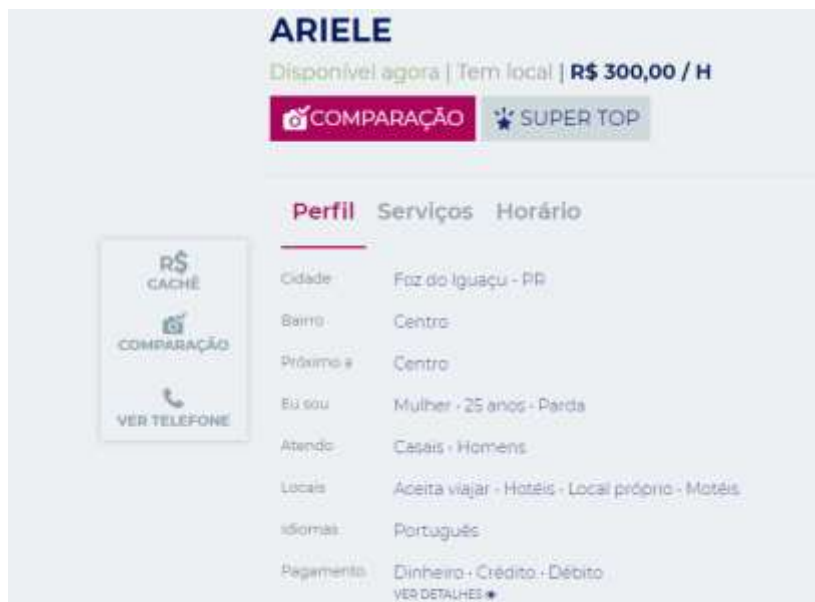 ARIELE
Disponível agora | Tem local | R$ 300,00 / H
COMPARAÇÃO SUPER TOP
Perfil Serviços Horário
R$
CACHÊ
COMPARAÇÃO
VER TELEFONE
Cidade Foz do Iguaçu - PR
Bairro Centro
Próximo a Centro
Eu sou Mulher - 25 anos - Parda
Atendo Casais - Homens
Locais Aceita viajar - Hotéis - Local próprio - Motéis
Idiomas Português
Pagamento Dinheiro - Crédito - Débito
VER DETALHES